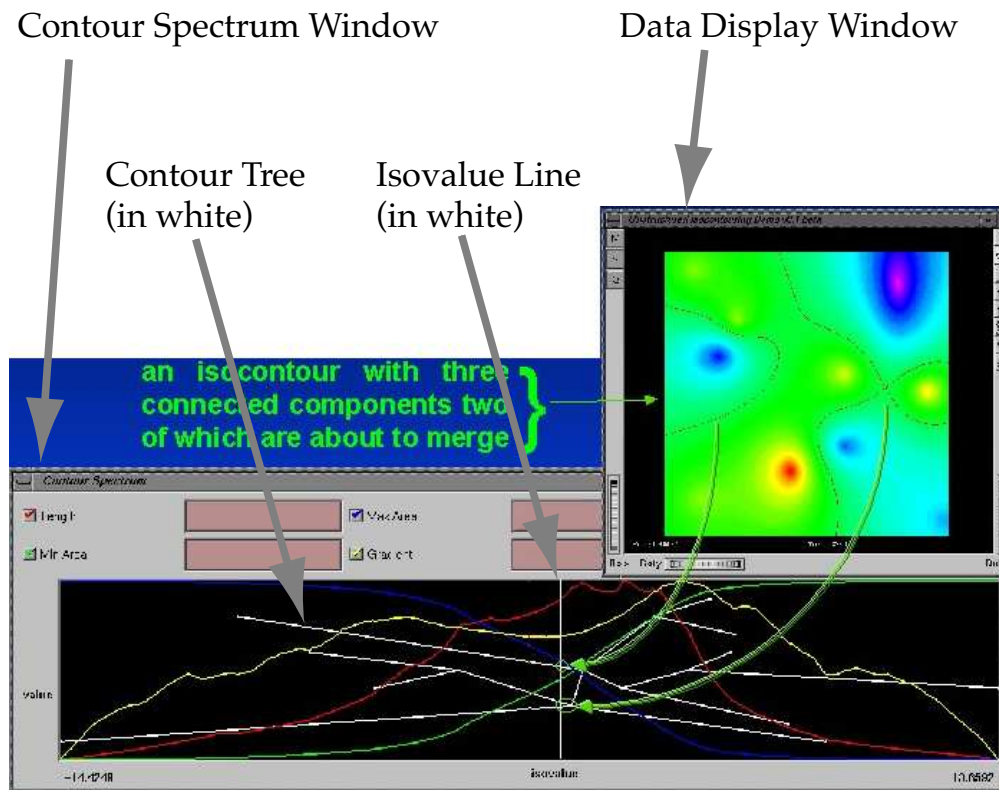 Contour Spectrum Window
Data Display Window
Contour Tree
(in white)
Isovalue Line
(in white)
an isocontour with three
connected components two
of which are about to merge
Contour Spectrum
Length
Max Area
Min Area
Gradient
value
isovalue